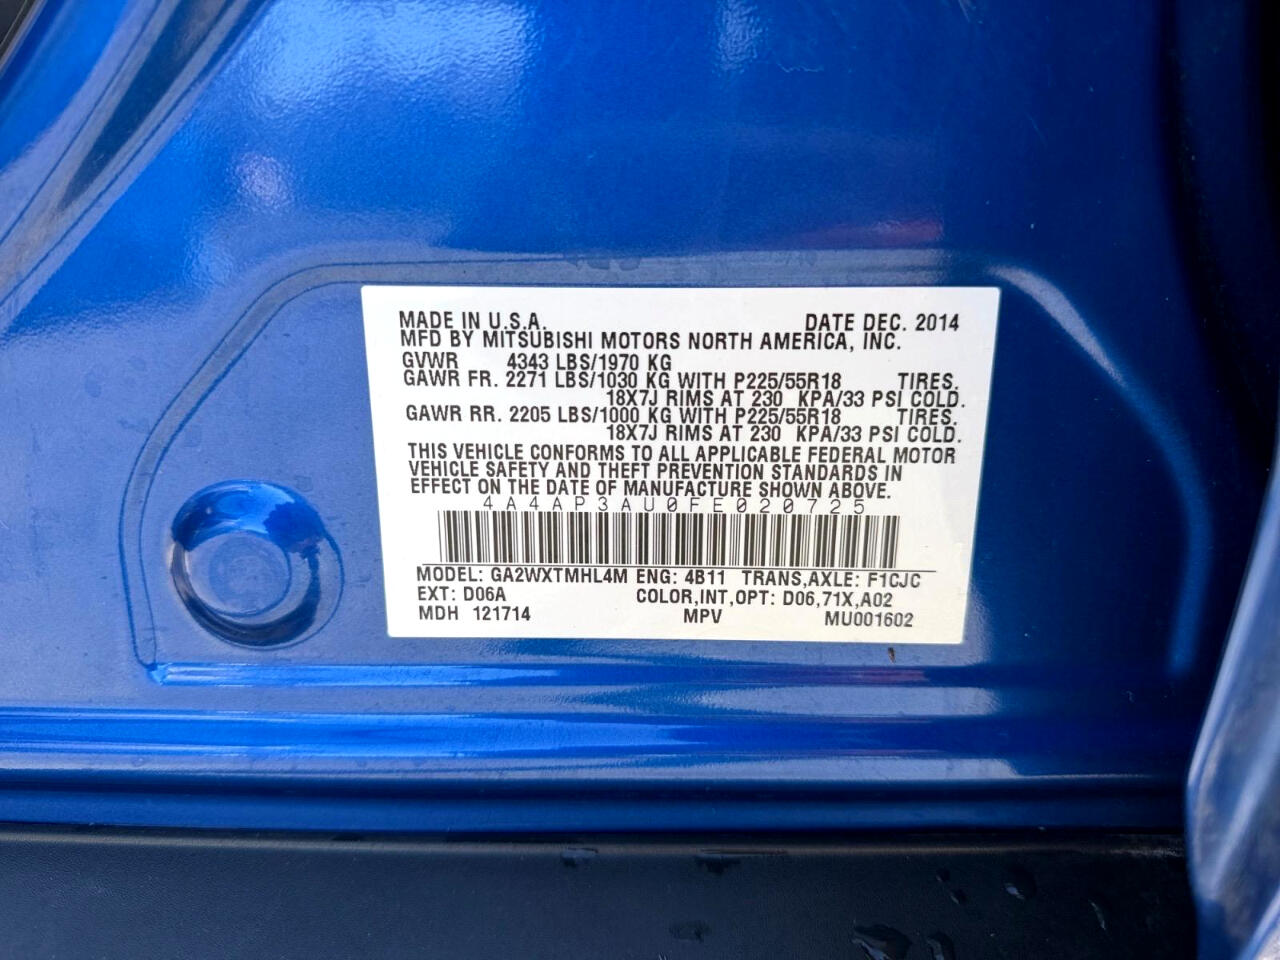 MADE IN U.S.A. DATE DEC. 2014
MFD BY MITSUBISHI MOTORS NORTH AMERICA, INC.
GVWR 4343 LBS/1970 KG
GAWR FR. 2271 LBS/1030 KG WITH P225/55R18 TIRES.
18X7J RIMS AT 230 KPA/33 PSI COLD.
GAWR RR. 2205 LBS/1000 KG WITH P225/55R18 TIRES.
18X7J RIMS AT 230 KPA/33 PSI COLD.
THIS VEHICLE CONFORMS TO ALL APPLICABLE FEDERAL MOTOR
VEHICLE SAFETY AND THEFT PREVENTION STANDARDS IN
EFFECT ON THE DATE OF MANUFACTURE SHOWN ABOVE.
4A4AP3AU0FE020725
MODEL: GA2WXTMHL4M ENG: 4B11 TRANS,AXLE: F1CJC
EXT: D06A COLOR,INT,OPT: D06,71X,A02
MDH 121714 MPV MU001602